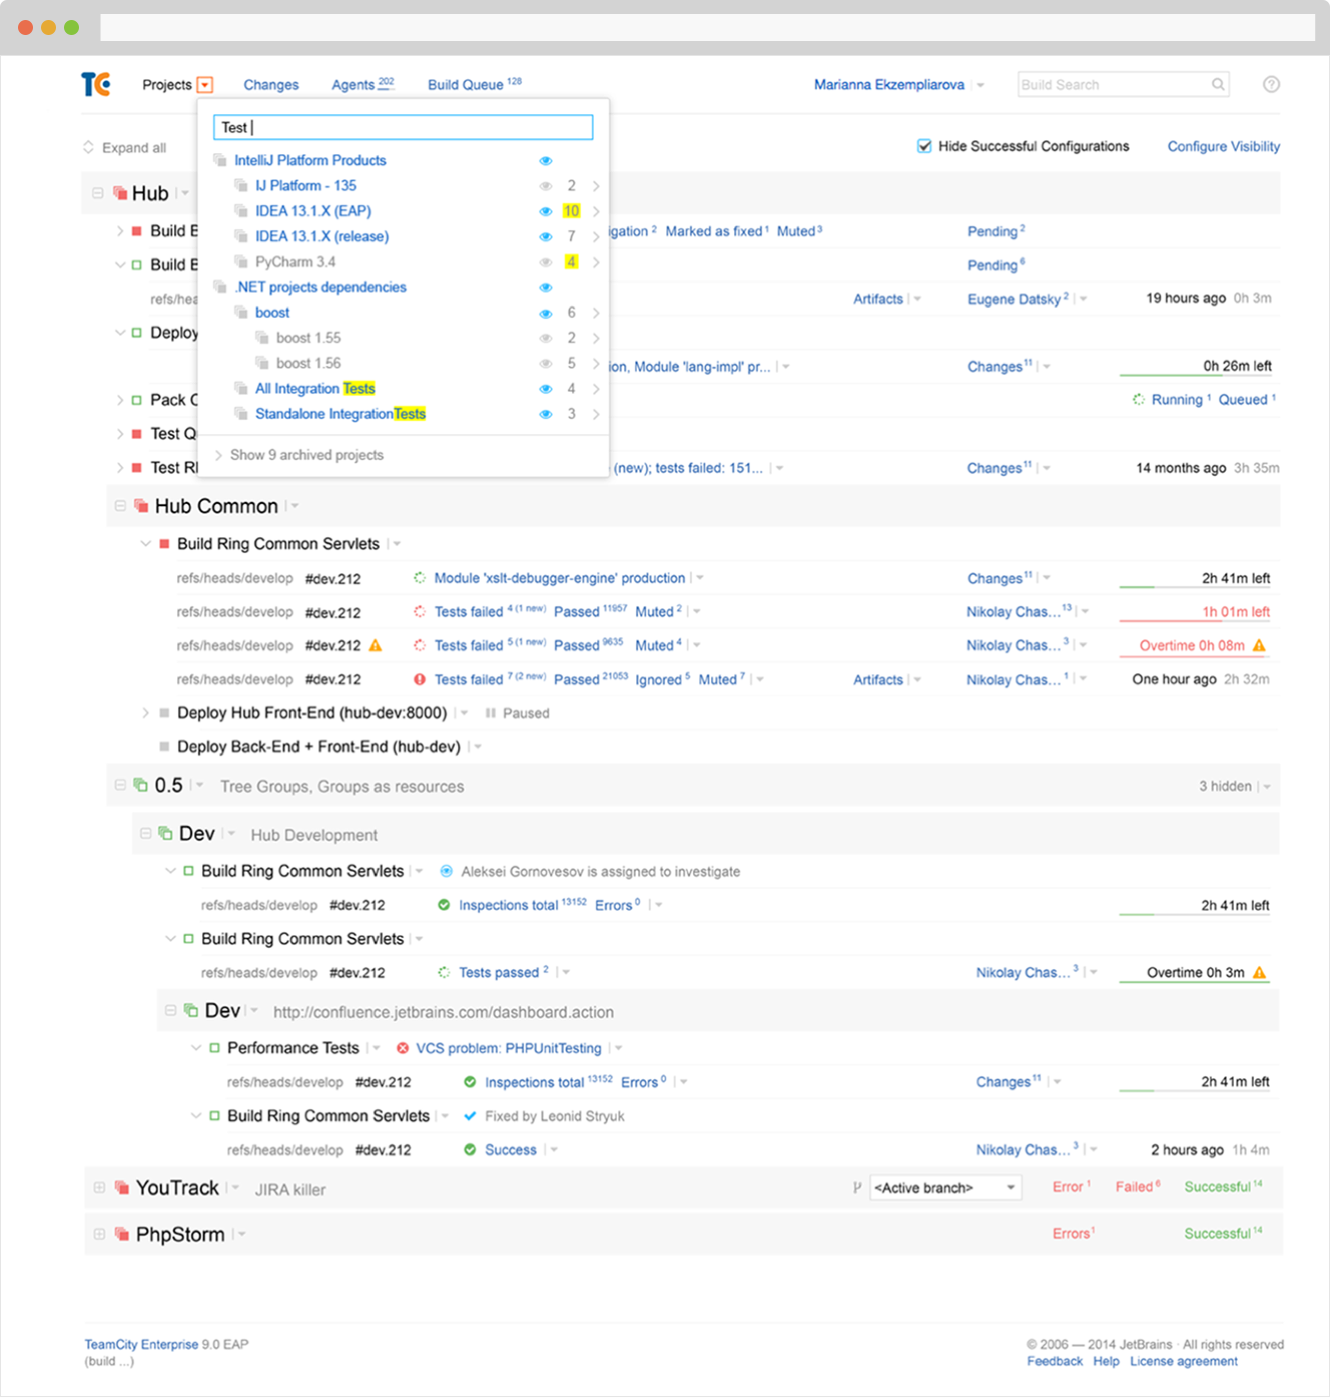 TC Projects Changes Agents 202 Build Queue 128 Marianna Ekzempliarova Build Search ?
Test
Expand all Hide Successful Configurations Configure Visibility
IntelliJ Platform Products
IJ Platform - 135 2
Hub
IDEA 13.1.X (EAP) 10
Build igation 2 Marked as fixed 1 Muted 3 Pending 2
IDEA 13.1.X (release) 7
PyCharm 3.4 4
Build Pending 6
.NET projects dependencies
refs/hea Artifacts Eugene Datsky 2 19 hours ago 0h 3m
boost 6
Deploy
boost 1.55 2
boost 1.56 5
ion, Module 'lang-impl' pr... Changes 11 0h 26m left
All Integration Tests 4
Pack Running 1 Queued 1
Standalone IntegrationTests 3
Test
Show 9 archived projects
Test (new); tests failed: 151... Changes 11 14 months ago 3h 35m
Hub Common
Build Ring Common Servlets
refs/heads/develop #dev.212 Module 'xslt-debugger-engine' production Changes 11 2h 41m left
refs/heads/develop #dev.212 Tests failed 4 (1 new) Passed 11957 Muted 2 Nikolay Chas... 13 1h 01m left
refs/heads/develop #dev.212 Tests failed 5 (1 new) Passed 9635 Muted 4 Nikolay Chas... 3 Overtime 0h 08m
refs/heads/develop #dev.212 Tests failed 7 (2 new) Passed 21053 Ignored 5 Muted 7 Artifacts Nikolay Chas... 1 One hour ago 2h 32m
Deploy Hub Front-End (hub-dev:8000) Paused
Deploy Back-End + Front-End (hub-dev)
0.5 Tree Groups, Groups as resources 3 hidden
Dev Hub Development
Build Ring Common Servlets Aleksei Gornovesov is assigned to investigate
refs/heads/develop #dev.212 Inspections total 13152 Errors 0 2h 41m left
Build Ring Common Servlets
refs/heads/develop #dev.212 Tests passed 2 Nikolay Chas... 3 Overtime 0h 3m
Dev http://confluence.jetbrains.com/dashboard.action
Performance Tests VCS problem: PHPUnitTesting
refs/heads/develop #dev.212 Inspections total 13152 Errors 0 Changes 11 2h 41m left
Build Ring Common Servlets Fixed by Leonid Stryuk
refs/heads/develop #dev.212 Success Nikolay Chas... 3 2 hours ago 1h 4m
YouTrack JIRA killer <Active branch> Error 1 Failed 6 Successful 14
PhpStorm Errors 1 Successful 14
TeamCity Enterprise 9.0 EAP © 2006 — 2014 JetBrains · All rights reserved
(build ...) Feedback Help License agreement